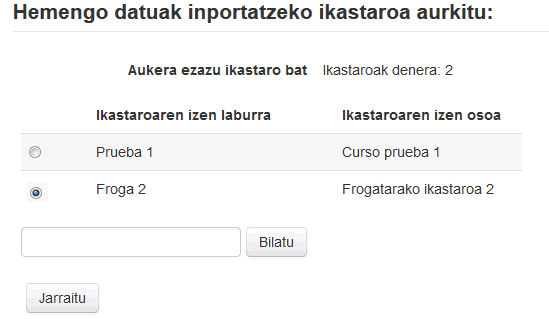 Hemengo datuak inportatzeko ikastaroa aurkitu:
Aukera ezazu ikastaro bat Ikastaroak denera: 2
Ikastaroaren izen laburra Ikastaroaren izen osoa
Prueba 1 Curso prueba 1
Froga 2 Frogatarako ikastaroa 2
Bilatu
Jarraitu